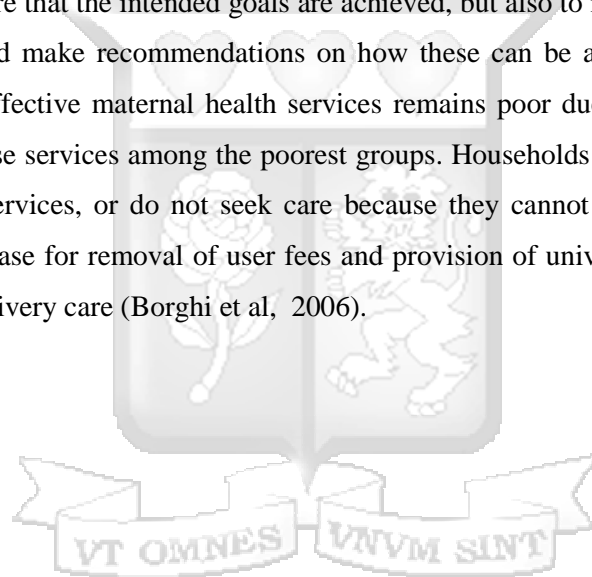 re that the intended goals are achieved, but also to
d make recommendations on how these can be a
ffective maternal health services remains poor du
se services among the poorest groups. Households
ervices, or do not seek care because they cannot
ase for removal of user fees and provision of univ
ivery care (Borghi et al, 2006).
VT OMNES VNVM SINT